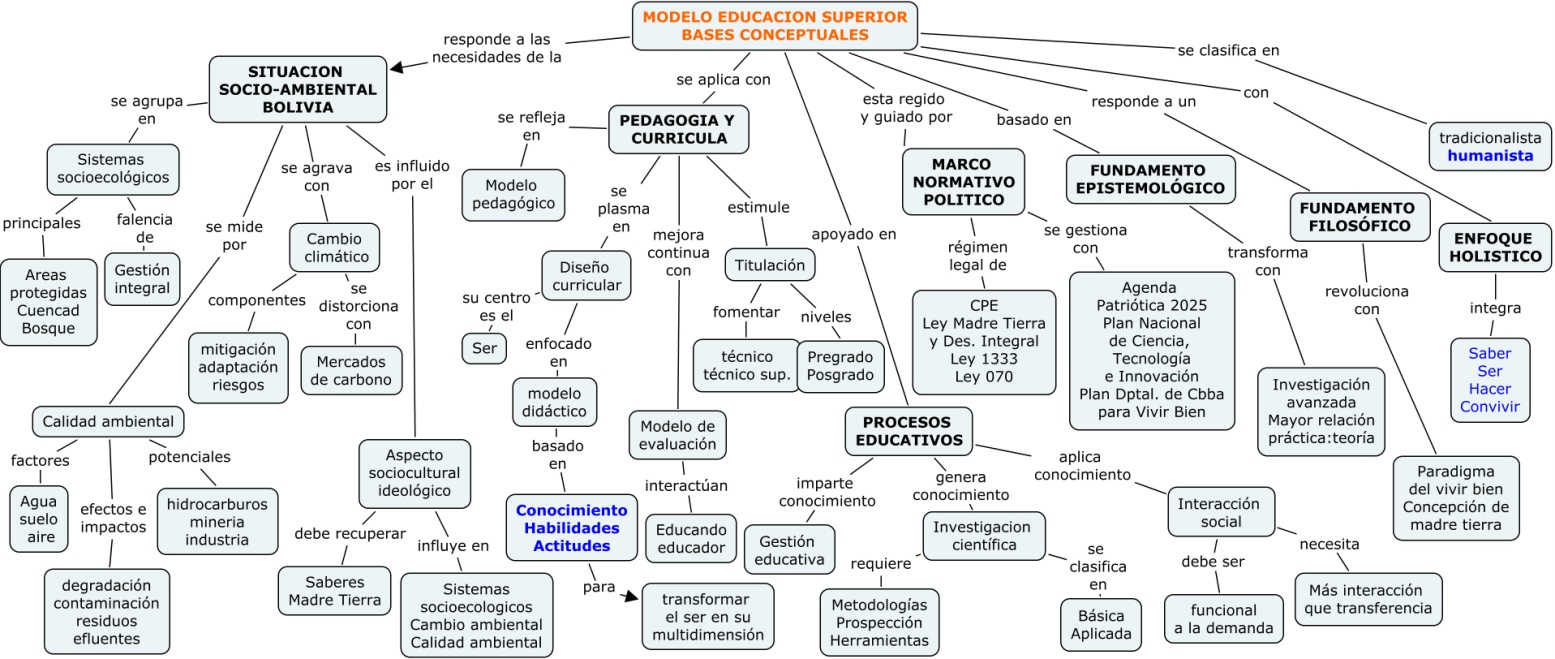 MODELO EDUCACION SUPERIOR
BASES CONCEPTUALES
responde a las
necesidades de la
SITUACION
SOCIO-AMBIENTAL
BOLIVIA
se agrupa
en
Sistemas
socioecológicos
principales
Areas
protegidas
Cuencad
Bosque
falencia
de
Gestión
integral
se mide
por
Calidad ambiental
factores
Agua
suelo
aire
efectos e
impactos
degradación
contaminación
residuos
efluentes
potenciales
hidrocarburos
mineria
industria
se agrava
con
Cambio
climático
componentes
mitigación
adaptación
riesgos
se
distorciona
con
Mercados
de carbono
es influido
por el
Aspecto
sociocultural
ideológico
debe recuperar
Saberes
Madre Tierra
influye en
Sistemas
socioecologicos
Cambio ambiental
Calidad ambiental
se aplica con
PEDAGOGIA Y
CURRICULA
se refleja
en
Modelo
pedagógico
se
plasma
en
Diseño
curricular
su centro
es el
Ser
enfocado
en
modelo
didáctico
basado
en
Conocimiento
Habilidades
Actitudes
para
transformar
el ser en su
multidimensión
mejora
continua
con
Modelo de
evaluación
interactúan
Educando
educador
estimule
Titulación
fomentar
técnico
técnico sup.
niveles
Pregrado
Posgrado
apoyado en
PROCESOS
EDUCATIVOS
imparte
conocimiento
Gestión
educativa
genera
conocimiento
Investigacion
científica
requiere
Metodologías
Prospección
Herramientas
se
clasifica
en
Básica
Aplicada
aplica
conocimiento
Interacción
social
debe ser
funcional
a la demanda
necesita
Más interacción
que transferencia
esta regido
y guiado por
MARCO
NORMATIVO
POLITICO
régimen
legal de
CPE
Ley Madre Tierra
y Des. Integral
Ley 1333
Ley 070
se gestiona
con
Agenda
Patriótica 2025
Plan Nacional
de Ciencia,
Tecnología
e Innovación
Plan Dptal. de Cbba
para Vivir Bien
basado en
FUNDAMENTO
EPISTEMOLÓGICO
transforma
con
Investigación
avanzada
Mayor relación
práctica:teoría
responde a un
FUNDAMENTO
FILOSÓFICO
revoluciona
con
Paradigma
del vivir bien
Concepción de
madre tierra
con
ENFOQUE
HOLISTICO
integra
Saber
Ser
Hacer
Convivir
se clasifica en
tradicionalista
humanista